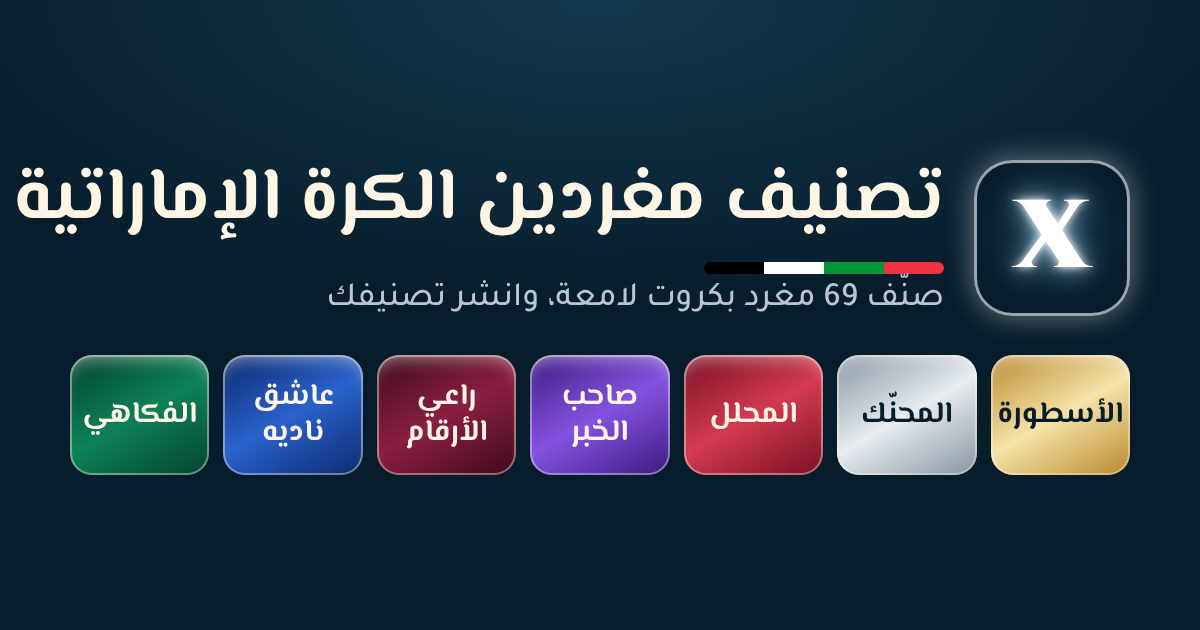 X
تصنيف مغردين الكرة الإماراتية
صنّف 69 مغرد بكروت لامعة، وانشر تصنيفك
الأسطورة
المحنّك
المحلل
صاحب
الخبر
راعي
الأرقام
عاشق
ناديه
الفكاهي